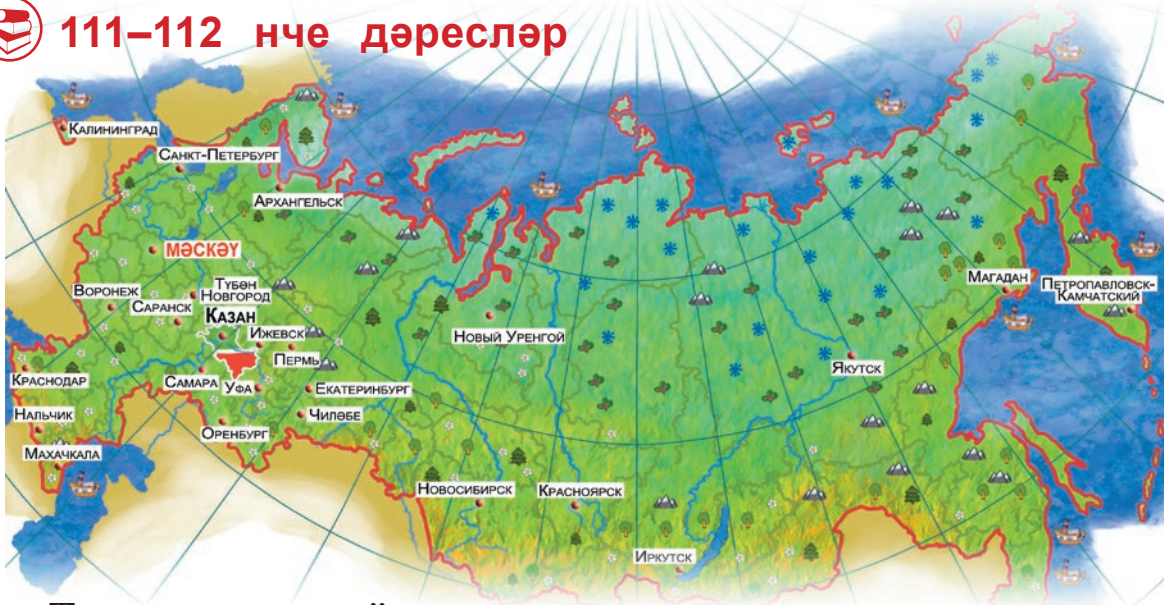 111–112 нче дәресләр
КАЛИНИНГРАД
САНКТ-ПЕТЕРБУРГ
АРХАНГЕЛЬСК
МӘСКӘҮ
ВОРОНЕЖ
САРАНСК
ТҮБӘН
НОВГОРОД
КАЗАН
ИЖЕВСК
ПЕРМЬ
КРАСНОДАР
САМАРА
УФА
ЕКАТЕРИНБУРГ
НАЛЬЧИК
ЧИЛӘБЕ
ОРЕНБУРГ
МАХАЧКАЛА
НОВЫЙ УРЕНГОЙ
НОВОСИБИРСК
КРАСНОЯРСК
ИРКУТСК
ЯКУТСК
МАГАДАН
ПЕТРОПАВЛОВСК-
КАМЧАТСКИЙ